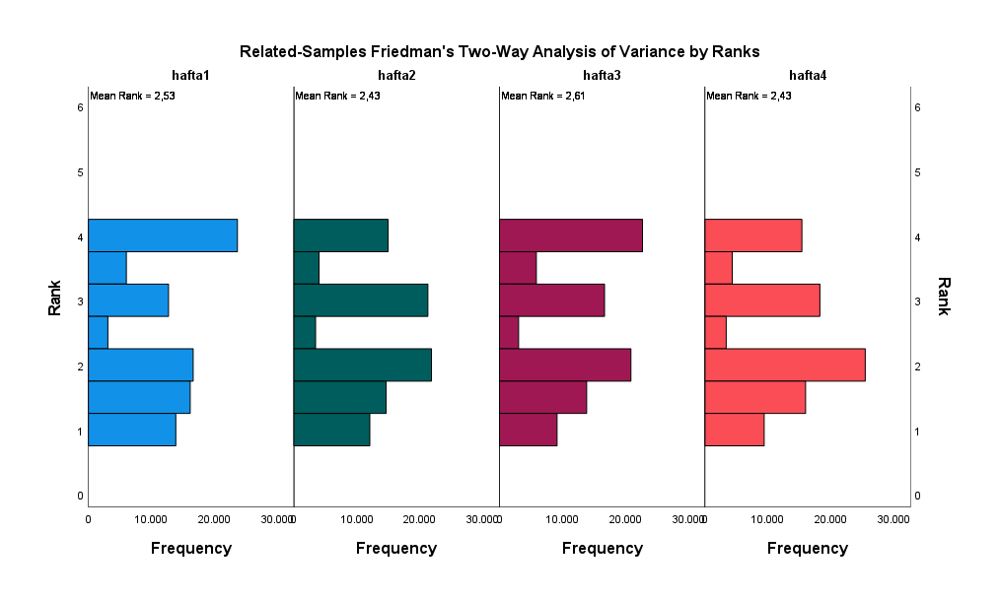 Related-Samples Friedman's Two-Way Analysis of Variance by Ranks
hafta1 hafta2 hafta3 hafta4
Mean Rank = 2,53 Mean Rank = 2,43 Mean Rank = 2,61 Mean Rank = 2,43
6 6
5 5
4 4
3 3
Rank Rank
2 2
1 1
0 0
0 10.000 20.000 30.000 0 10.000 20.000 30.000 0 10.000 20.000 30.000 0 10.000 20.000 30.000
Frequency Frequency Frequency Frequency